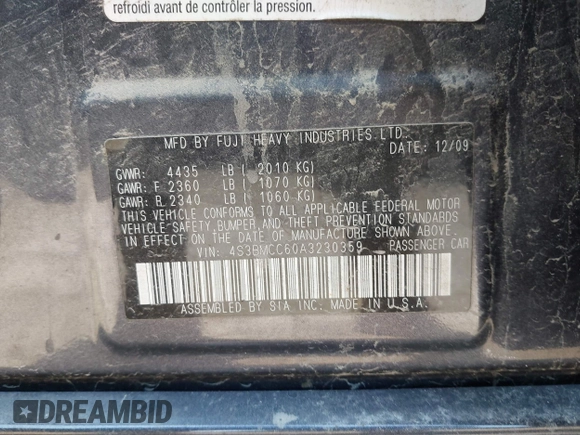 refroidi avant de contrôler la pression.
MFD BY FUJI HEAVY INDUSTRIES LTD.
DATE: 12/09
GVWR: 4435 LB ( 2010 KG)
GAWR: F 2360 LB ( 1070 KG)
GAWR: R 2340 LB ( 1060 KG)
THIS VEHICLE CONFORMS TO ALL APPLICABLE FEDERAL MOTOR
VEHICLE SAFETY, BUMPER, AND THEFT PREVENTION STANDARDS
IN EFFECT ON THE DATE OF MANUFACTURE SHOWN ABOVE.
VIN: 4S3BMCC60A3230359 PASSENGER CAR
ASSEMBLED BY SIA INC. MADE IN U.S.A.
DREAMBID